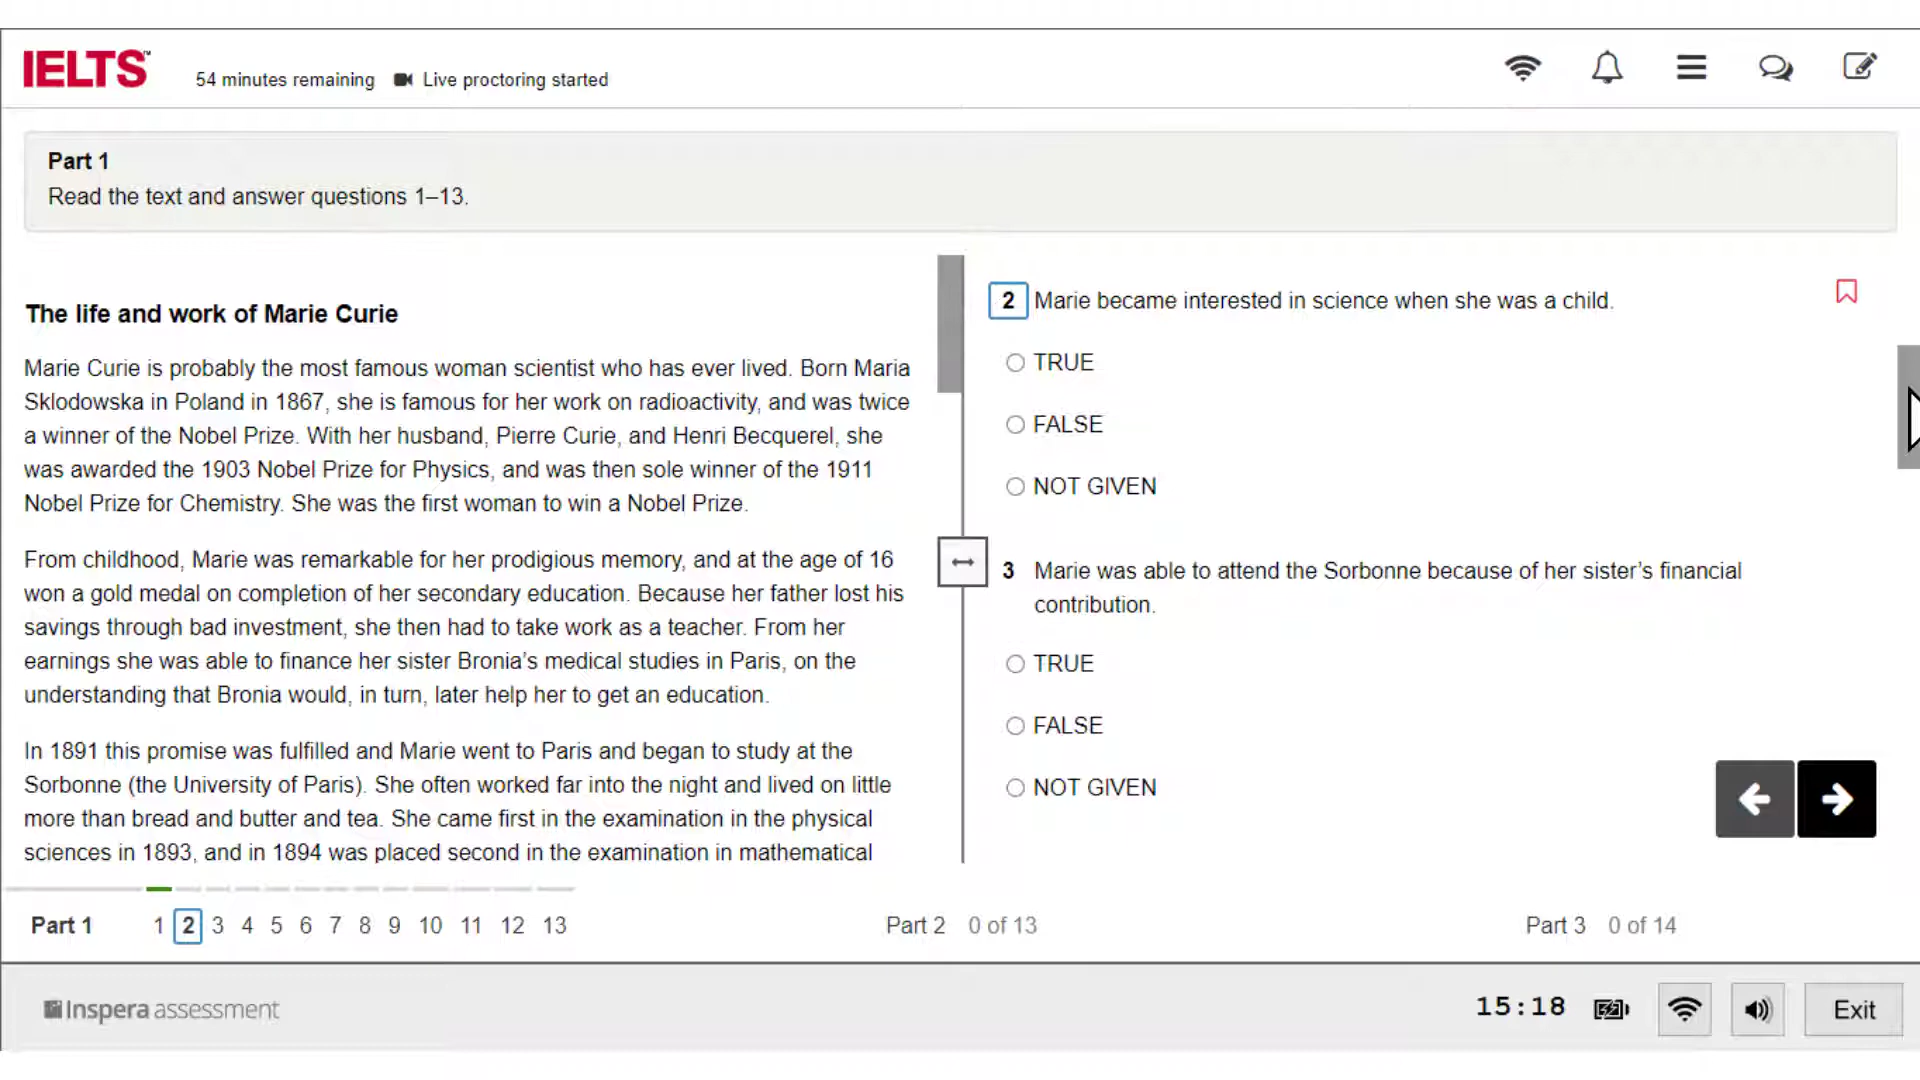 IELTS™
54 minutes remaining Live proctoring started
Part 1
Read the text and answer questions 1–13.
The life and work of Marie Curie
Marie Curie is probably the most famous woman scientist who has ever lived. Born Maria
Sklodowska in Poland in 1867, she is famous for her work on radioactivity, and was twice
a winner of the Nobel Prize. With her husband, Pierre Curie, and Henri Becquerel, she
was awarded the 1903 Nobel Prize for Physics, and was then sole winner of the 1911
Nobel Prize for Chemistry. She was the first woman to win a Nobel Prize.
From childhood, Marie was remarkable for her prodigious memory, and at the age of 16
won a gold medal on completion of her secondary education. Because her father lost his
savings through bad investment, she then had to take work as a teacher. From her
earnings she was able to finance her sister Bronia’s medical studies in Paris, on the
understanding that Bronia would, in turn, later help her to get an education.
In 1891 this promise was fulfilled and Marie went to Paris and began to study at the
Sorbonne (the University of Paris). She often worked far into the night and lived on little
more than bread and butter and tea. She came first in the examination in the physical
sciences in 1893, and in 1894 was placed second in the examination in mathematical
2 Marie became interested in science when she was a child.
TRUE
FALSE
NOT GIVEN
3 Marie was able to attend the Sorbonne because of her sister’s financial
contribution.
TRUE
FALSE
NOT GIVEN
Part 1 1 2 3 4 5 6 7 8 9 10 11 12 13 Part 2 0 of 13 Part 3 0 of 14
Inspera assessment 15:18 Exit